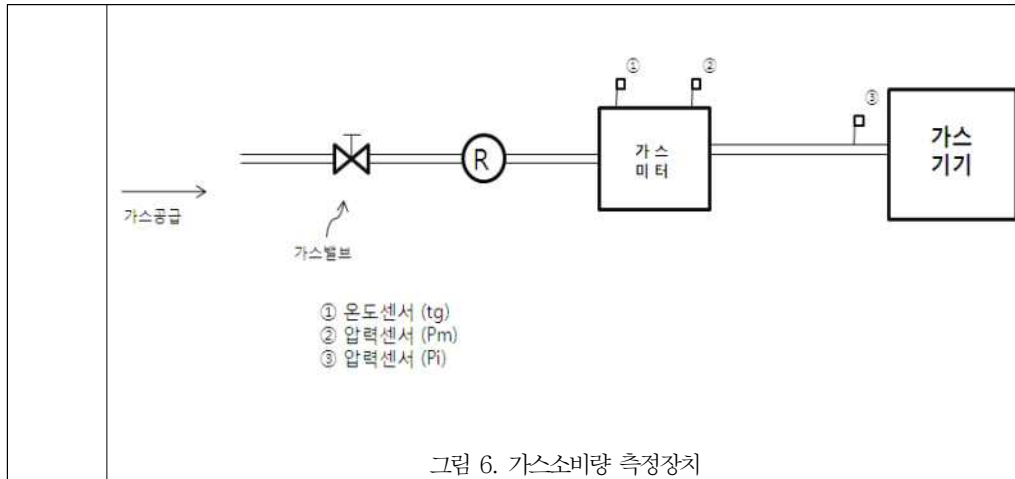 ① ②
③
R
가 스
미 터
가스
기기
가스공급
가스밸브
① 온도센서 (tg)
② 압력센서 (Pm)
③ 압력센서 (Pi)
그림 6. 가스소비량 측정장치